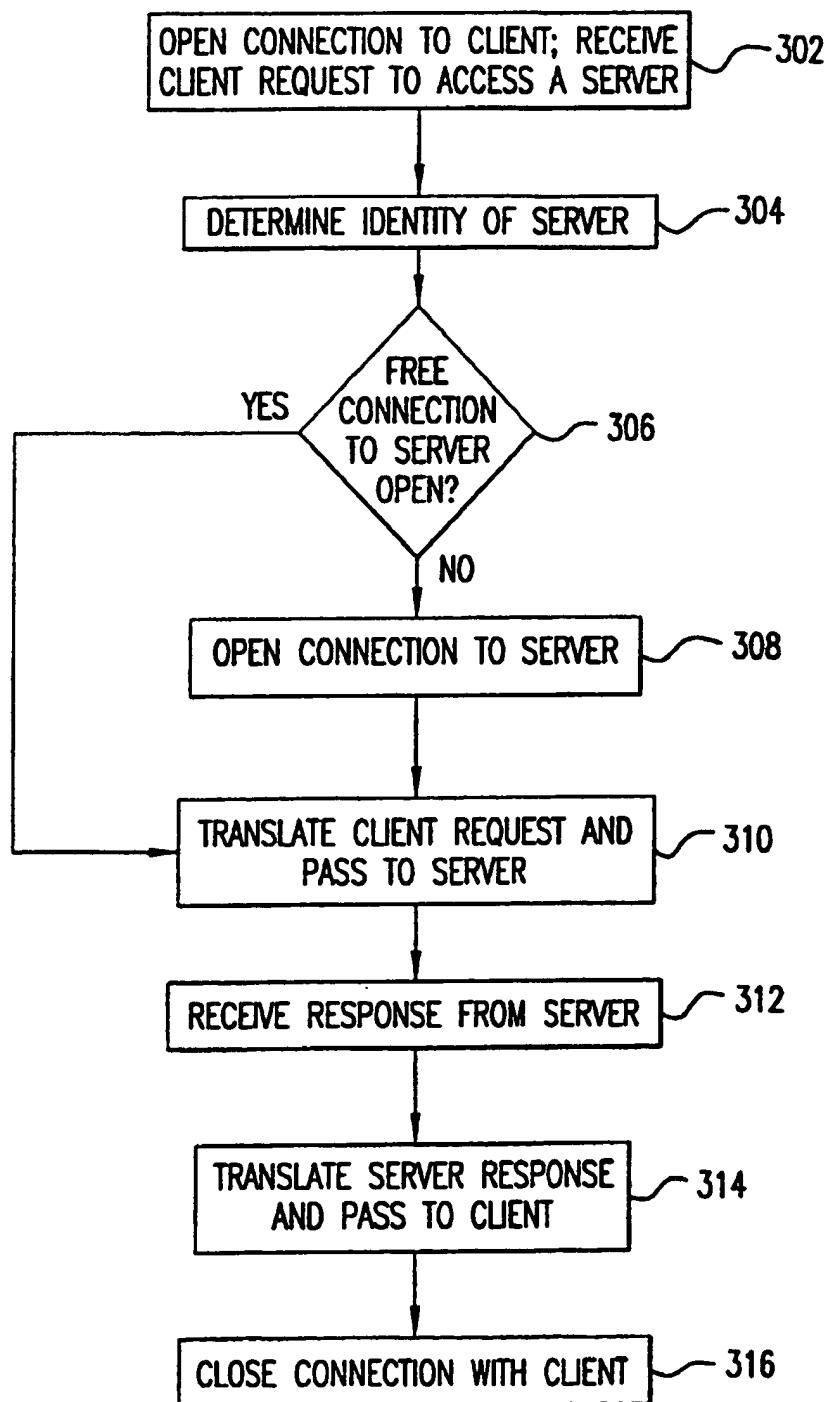 OPEN CONNECTION TO CLIENT; RECEIVE
CLIENT REQUEST TO ACCESS A SERVER
302
DETERMINE IDENTITY OF SERVER
304
FREE
CONNECTION
TO SERVER
OPEN?
306
YES
NO
OPEN CONNECTION TO SERVER
308
TRANSLATE CLIENT REQUEST AND
PASS TO SERVER
310
RECEIVE RESPONSE FROM SERVER
312
TRANSLATE SERVER RESPONSE
AND PASS TO CLIENT
314
CLOSE CONNECTION WITH CLIENT
316